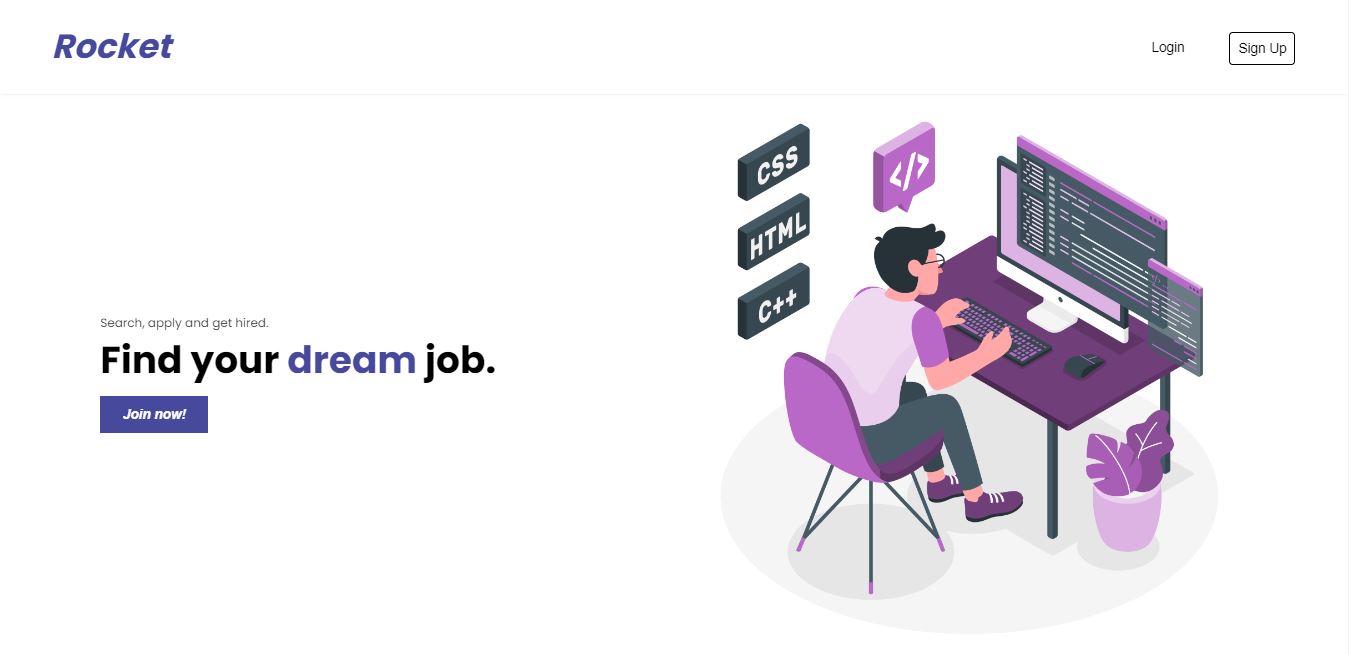 Rocket
Login
Sign Up
CSS
</>
HTML
C++
Search, apply and get hired.
Find your dream job.
Join now!